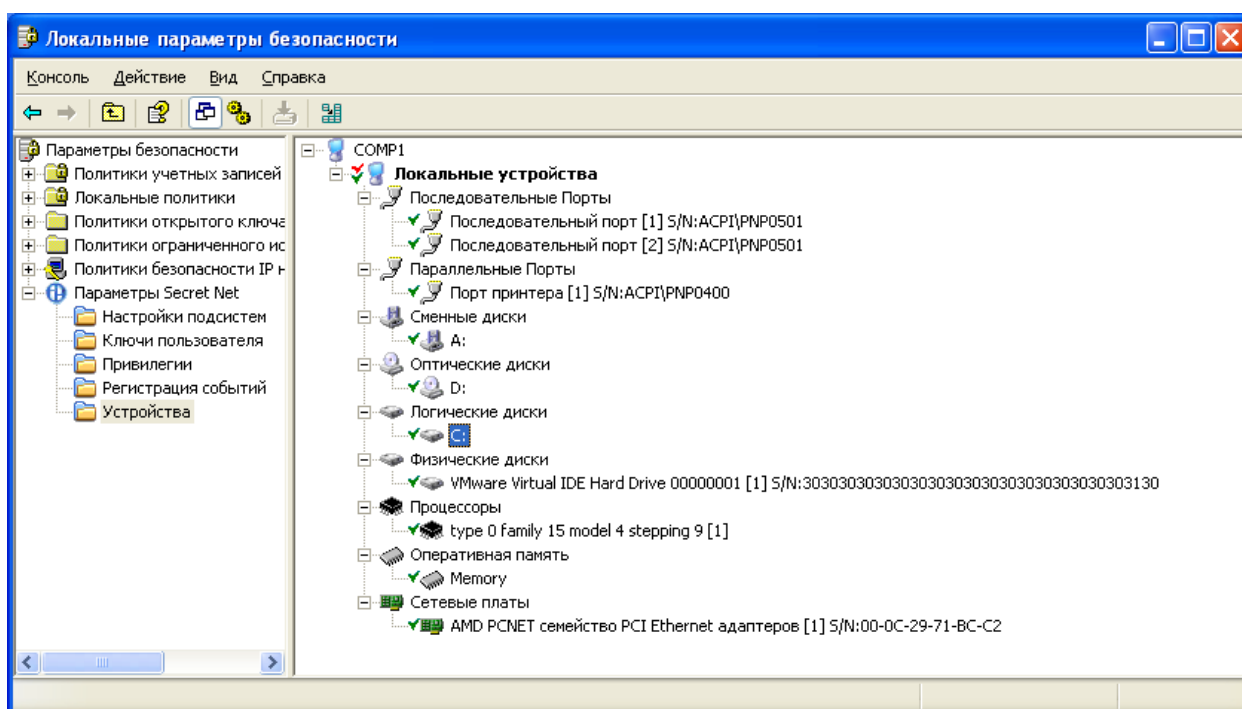 Локальные параметры безопасности
Консоль Действие Вид Справка
Параметры безопасности
Политики учетных записей
Локальные политики
Политики открытого ключа
Политики ограниченного ис
Политики безопасности IP н
Параметры Secret Net
Настройки подсистем
Ключи пользователя
Привилегии
Регистрация событий
Устройства
COMP1
Локальные устройства
Последовательные Порты
Последовательный порт [1] S/N:ACPI\PNP0501
Последовательный порт [2] S/N:ACPI\PNP0501
Параллельные Порты
Порт принтера [1] S/N:ACPI\PNP0400
Сменные диски
A:
Оптические диски
D:
Логические диски
C:
Физические диски
VMware Virtual IDE Hard Drive 00000001 [1] S/N:3030303030303030303030303030303030303130
Процессоры
type 0 family 15 model 4 stepping 9 [1]
Оперативная память
Memory
Сетевые платы
AMD PCNET семейство PCI Ethernet адаптеров [1] S/N:00-0C-29-71-BC-C2